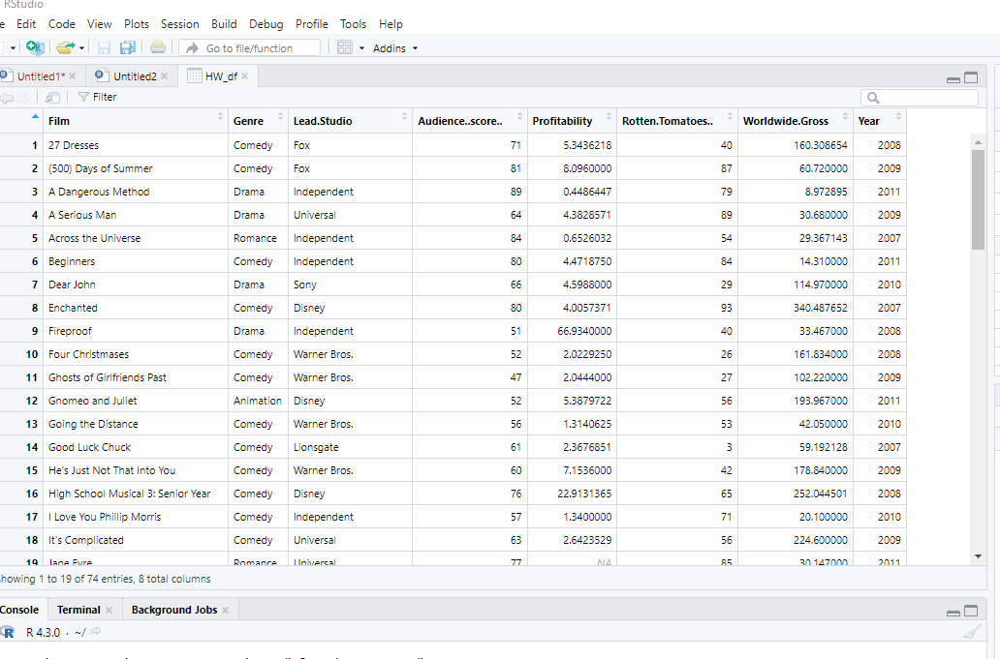 RStudio
Edit Code View Plots Session Build Debug Profile Tools Help
Go to file/function Addins
Untitled1* Untitled2 HW_df
Filter
Film Genre Lead.Studio Audience..score.. Profitability Rotten.Tomatoes.. Worldwide.Gross Year
1 27 Dresses Comedy Fox 71 5.3436218 40 160.308654 2008
2 (500) Days of Summer Comedy Fox 81 8.0960000 87 60.720000 2009
3 A Dangerous Method Drama Independent 89 0.4486447 79 8.972895 2011
4 A Serious Man Drama Universal 64 4.3828571 89 30.680000 2009
5 Across the Universe Romance Independent 84 0.6526032 54 29.367143 2007
6 Beginners Comedy Independent 80 4.4718750 84 14.310000 2011
7 Dear John Drama Sony 66 4.5988000 29 114.970000 2010
8 Enchanted Comedy Disney 80 4.0057371 93 340.487652 2007
9 Fireproof Drama Independent 51 66.9340000 40 33.467000 2008
10 Four Christmases Comedy Warner Bros. 52 2.0229250 26 161.834000 2008
11 Ghosts of Girlfriends Past Comedy Warner Bros. 47 2.0444000 27 102.220000 2009
12 Gnomeo and Juliet Animation Disney 52 5.3879722 56 193.967000 2011
13 Going the Distance Comedy Warner Bros. 56 1.3140625 53 42.050000 2010
14 Good Luck Chuck Comedy Lionsgate 61 2.3676851 3 59.192128 2007
15 He's Just Not That Into You Comedy Warner Bros. 60 7.1536000 42 178.840000 2009
16 High School Musical 3: Senior Year Comedy Disney 76 22.9131365 65 252.044501 2008
17 I Love You Phillip Morris Comedy Independent 57 1.3400000 71 20.100000 2010
18 It's Complicated Comedy Universal 63 2.6423529 56 224.600000 2009
19 Jane Eyre Romance Universal 77 NA 85 30.147000 2011
howing 1 to 19 of 74 entries, 8 total columns
Console Terminal Background Jobs
R R 4.3.0 · ~/